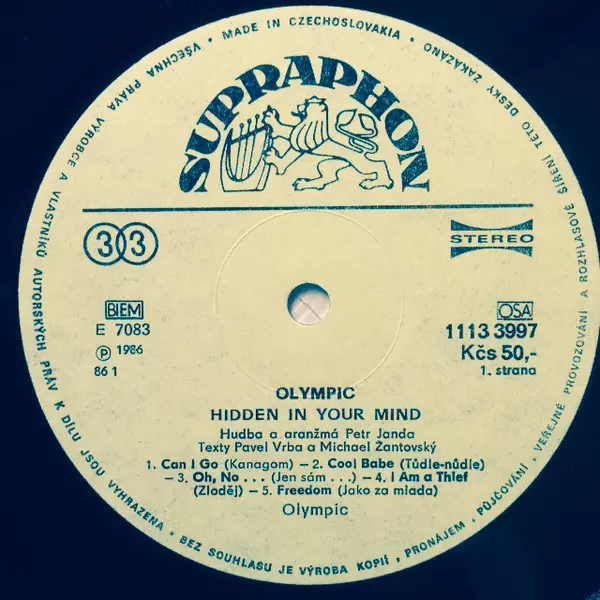 • MADE IN CZECHOSLOVAKIA •
VŠECHNA PRÁVA VÝROBCE A VLASTNÍKŮ AUTORSKÝCH PRÁV K DÍLU JSOU VYHRAZENA • BEZ SOUHLASU JE VÝROBA KOPIÍ, PRONÁJEM, PŮJČOVÁNÍ, VEŘEJNÉ PROVOZOVÁNÍ A ROZHLASOVÉ ŠÍŘENÍ TÉTO DESKY ZAKÁZÁNO
SUPRAPHON
33
STEREO
BIEM
E 7083
Ⓟ 1986
86 1
OSA
1113 3997
Kčs 50,-
1. strana
OLYMPIC
HIDDEN IN YOUR MIND
Hudba a aranžmá Petr Janda
Texty Pavel Vrba a Michael Žantovský
1. Can I Go (Kanagom) – 2. Cool Babe (Tůdle-nůdle)
– 3. Oh, No . . . (Jen sám . . .) – 4. I Am a Thief
(Zloděj) – 5. Freedom (Jako za mlada)
Olympic